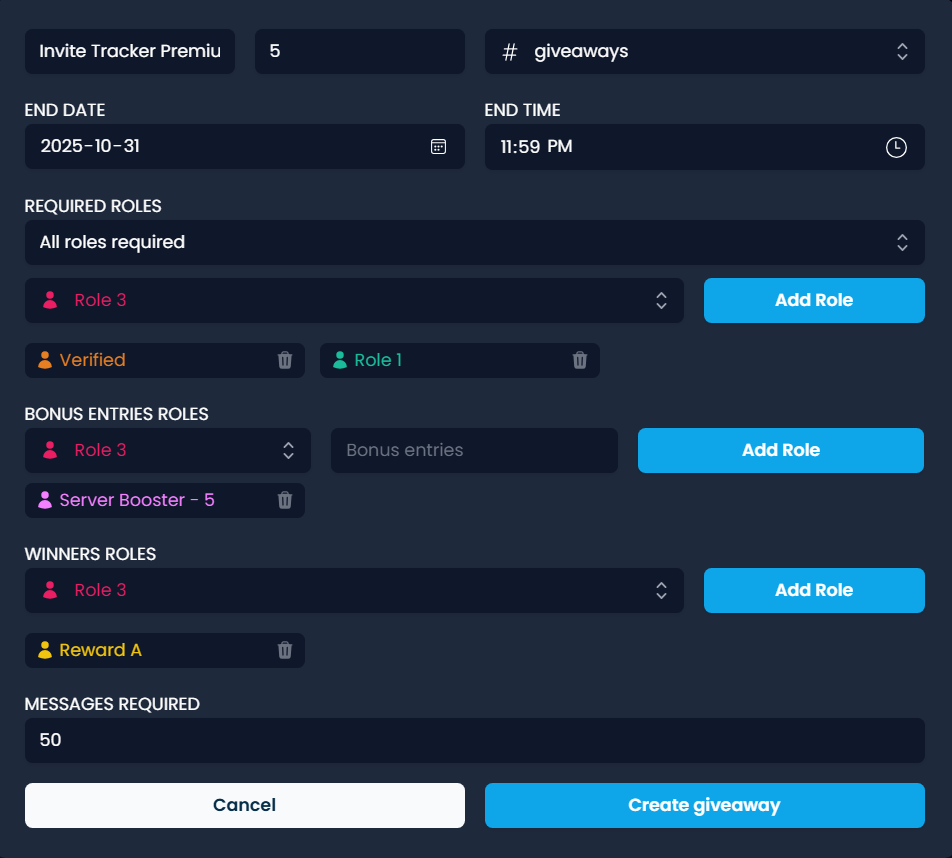 Invite Tracker Premiu 5 # giveaways
END DATE END TIME
2025-10-31 11:59 PM
REQUIRED ROLES
All roles required
Role 3 Add Role
Verified Role 1
BONUS ENTRIES ROLES
Role 3 Bonus entries Add Role
Server Booster - 5
WINNERS ROLES
Role 3 Add Role
Reward A
MESSAGES REQUIRED
50
Cancel Create giveaway